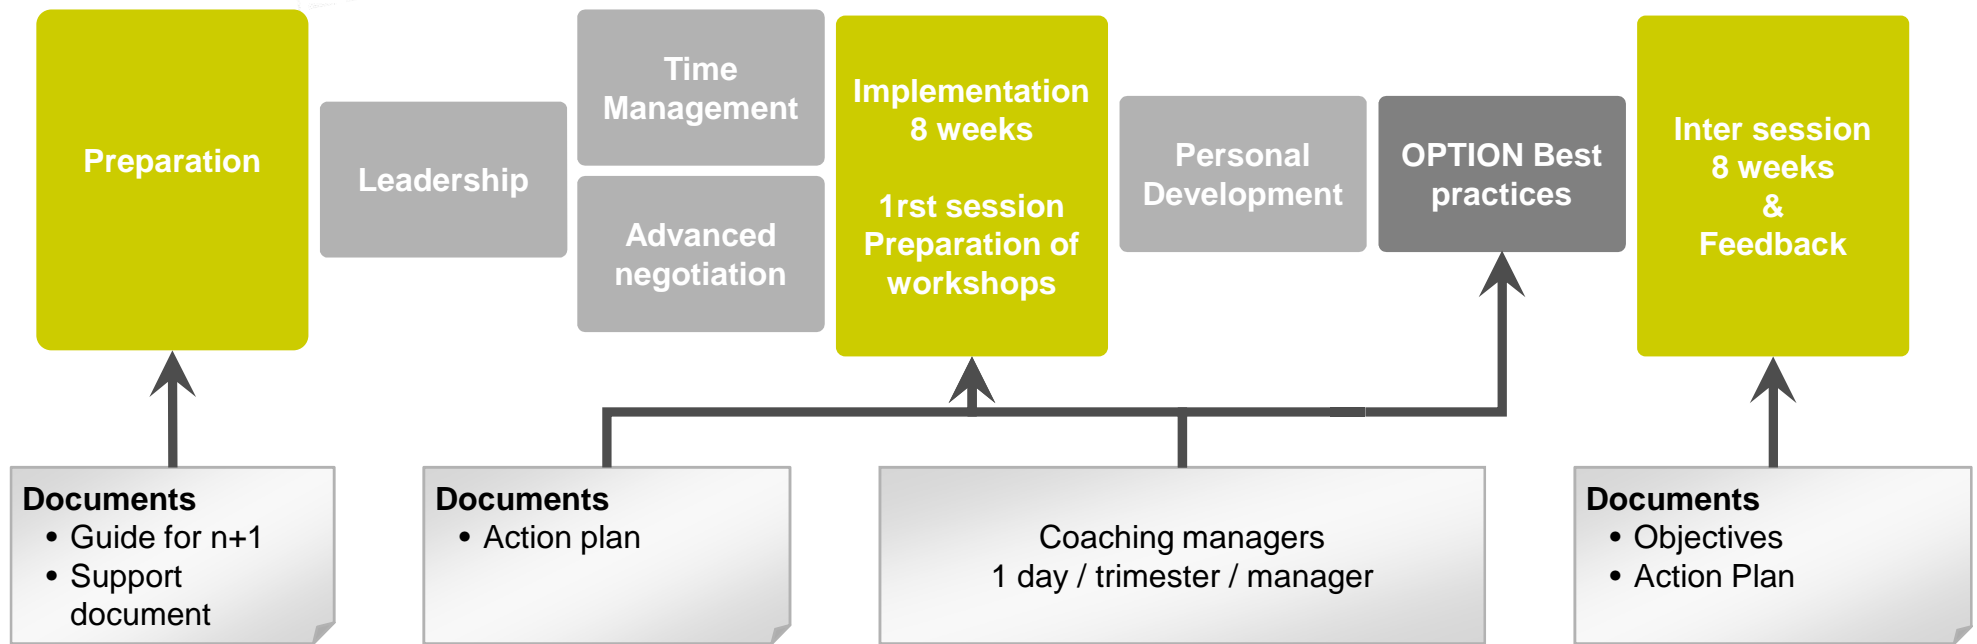 Preparation
Leadership
Time
Management
Advanced
negotiation
Implementation
8 weeks
1rst session
Preparation of
workshops
Personal
Development
OPTION Best
practices
Inter session
8 weeks
&
Feedback
Documents
• Guide for n+1
• Support
document
Documents
• Action plan
Coaching managers
1 day / trimester / manager
Documents
• Objectives
• Action Plan